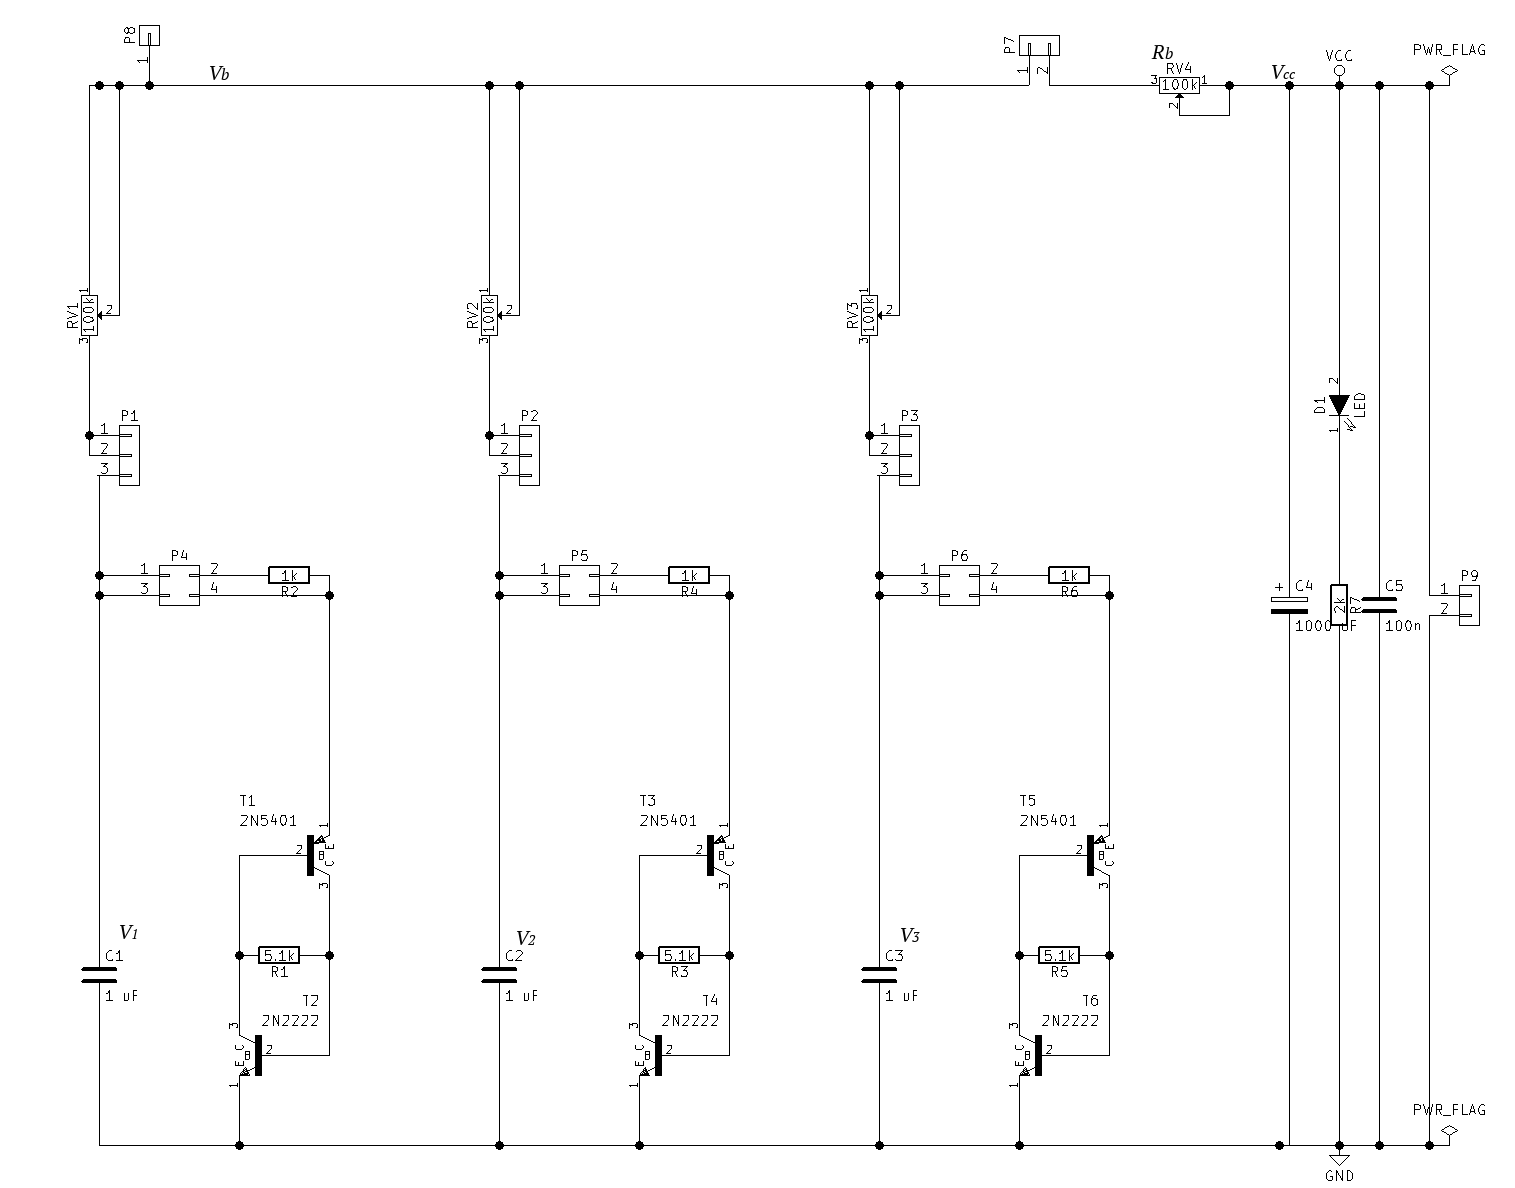 P8
1
Vb
P7
1 2
Rb
RV4
3 100k 1
2
Vcc
VCC
PWR_FLAG
1
RV1
100k
2
3
1
RV2
100k
2
3
1
RV3
100k
2
3
2
D1
LED
1
P1
1
2
3
P2
1
2
3
P3
1
2
3
P4
1 2
3 4
1k
R2
P5
1 2
3 4
1k
R4
P6
1 2
3 4
1k
R6
+ C4
1000 uF
2k
R7
C5
100n
P9
1
2
T1
2N5401
1
2 B E
C
3
T3
2N5401
1
2 B E
C
3
T5
2N5401
1
2 B E
C
3
V1
C1
1 uF
5.1k
R1
V2
C2
1 uF
5.1k
R3
V3
C3
1 uF
5.1k
R5
T2
2N2222
3
C
B 2
E
1
T4
2N2222
3
C
B 2
E
1
T6
2N2222
3
C
B 2
E
1
PWR_FLAG
GND